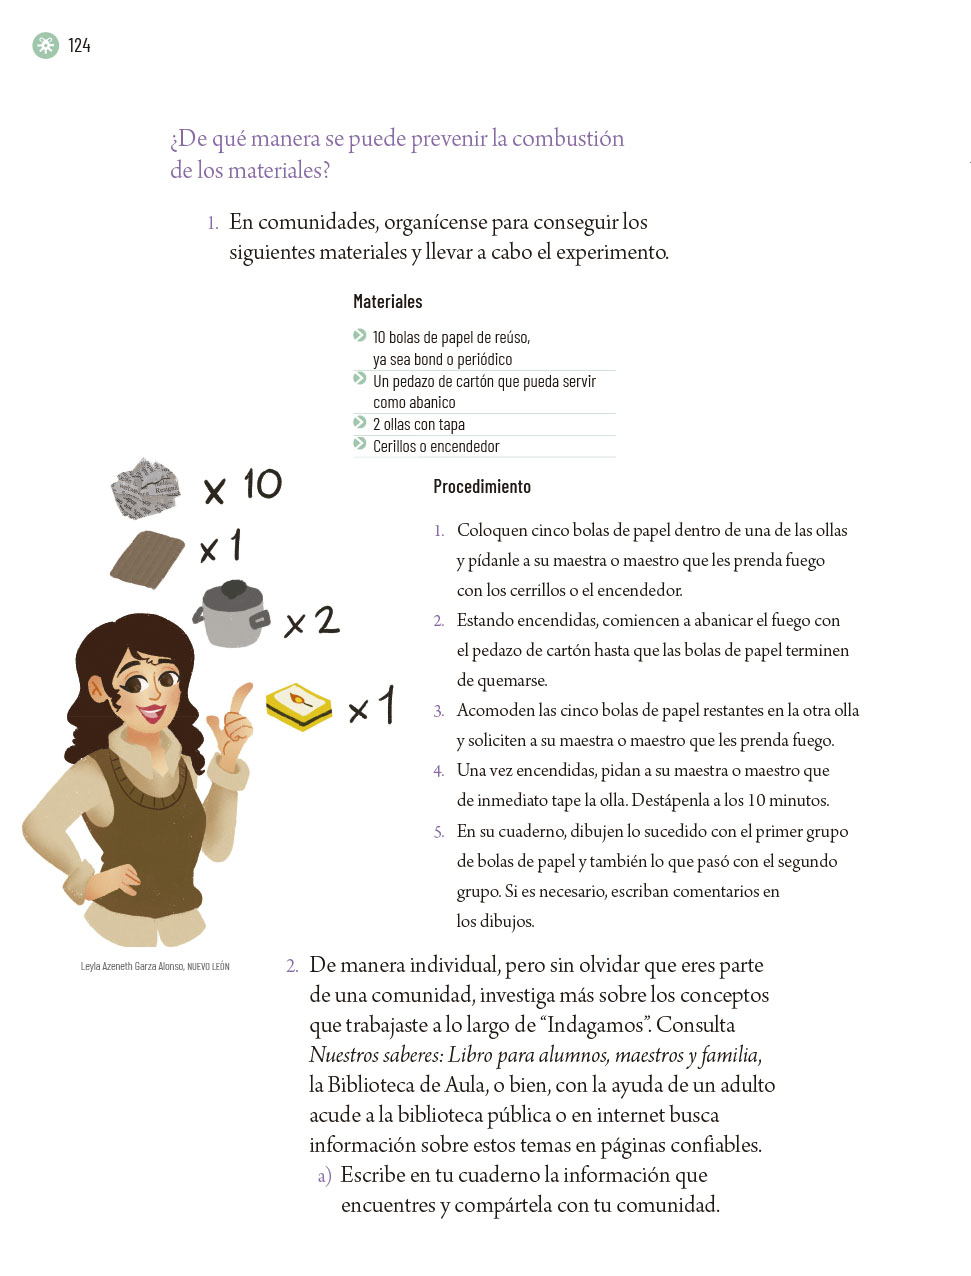 124
¿De qué manera se puede prevenir la combustión
de los materiales?
1. En comunidades, organícense para conseguir los
siguientes materiales y llevar a cabo el experimento.
Materiales
10 bolas de papel de reúso,
ya sea bond o periódico
Un pedazo de cartón que pueda servir
como abanico
2 ollas con tapa
Cerillos o encendedor
x 10
x 1
x 2
x 1
Procedimiento
1. Coloquen cinco bolas de papel dentro de una de las ollas
y pídanle a su maestra o maestro que les prenda fuego
con los cerrillos o el encendedor.
2. Estando encendidas, comiencen a abanicar el fuego con
el pedazo de cartón hasta que las bolas de papel terminen
de quemarse.
3. Acomoden las cinco bolas de papel restantes en la otra olla
y soliciten a su maestra o maestro que les prenda fuego.
4. Una vez encendidas, pidan a su maestra o maestro que
de inmediato tape la olla. Destápenla a los 10 minutos.
5. En su cuaderno, dibujen lo sucedido con el primer grupo
de bolas de papel y también lo que pasó con el segundo
grupo. Si es necesario, escriban comentarios en
los dibujos.
Leyla Azeneth Garza Alonso, NUEVO LEÓN
2. De manera individual, pero sin olvidar que eres parte
de una comunidad, investiga más sobre los conceptos
que trabajaste a lo largo de “Indagamos”. Consulta
Nuestros saberes: Libro para alumnos, maestros y familia,
la Biblioteca de Aula, o bien, con la ayuda de un adulto
acude a la biblioteca pública o en internet busca
información sobre estos temas en páginas confiables.
a) Escribe en tu cuaderno la información que
encuentres y compártela con tu comunidad.